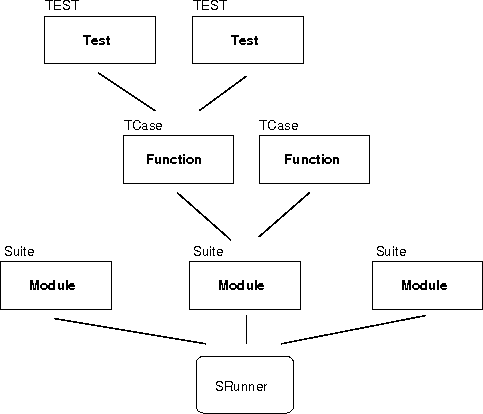 TEST TEST
Test Test
TCase TCase
Function Function
Suite Suite Suite
Module Module Module
SRunner